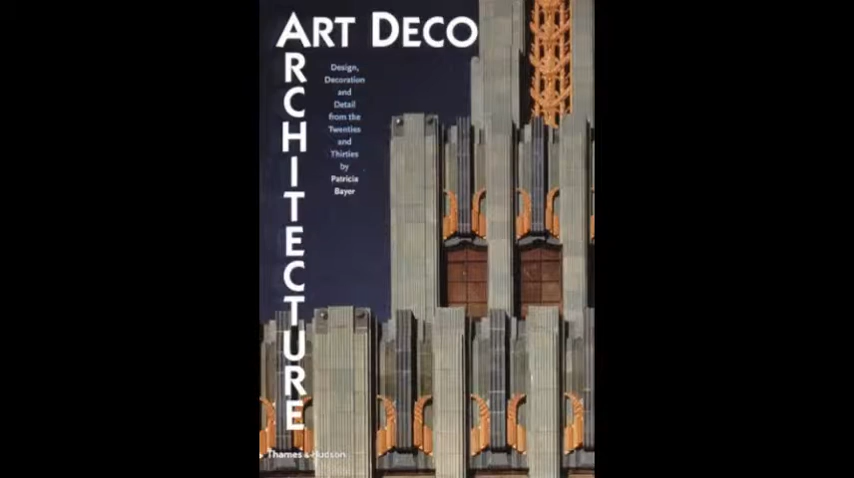 ART DECO
ARCHITECTURE
Design,
Decoration
and
Detail
from the
Twenties
and
Thirties
by
Patricia
Bayer
Thames & Hudson